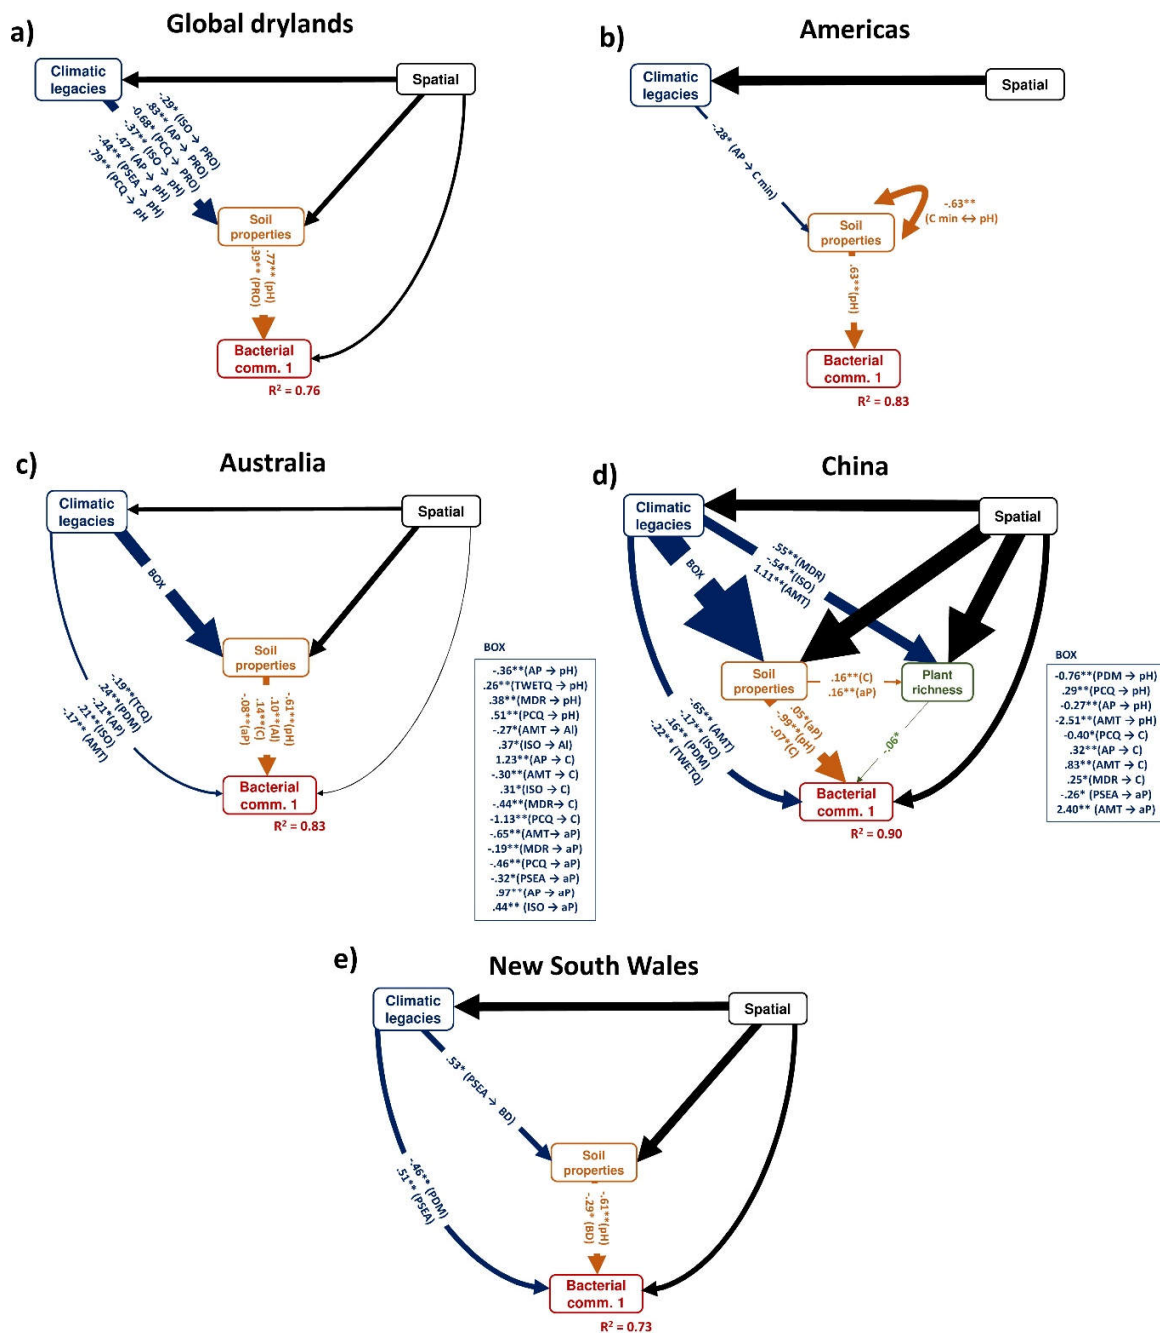 a)
Global drylands
Climatic
legacies
Spatial
-.29* (ISO → PRO)
.83** (AP → PRO)
-0.68* (PCQ → PRO)
-.37** (ISO → pH)
-.47* (AP → pH)
-.44** (PSEA → pH)
.79** (PCQ → pH
Soil
properties
.77** (pH)
.39** (PRO)
Bacterial
comm. 1
R² = 0.76
b)
Americas
Climatic
legacies
Spatial
-.28* (AP → C min)
Soil
properties
-.63**
(C min ↔ pH)
.63**(pH)
Bacterial
comm. 1
R² = 0.83
c)
Australia
Climatic
legacies
Spatial
BOX
Soil
properties
-.19**(TCQ)
.24**(PDM)
-.21*(AP)
.21**(ISO)
-.17** (AMT)
-.61**(pH)
.10**(Al)
.14**(C)
-.08**(aP)
Bacterial
comm. 1
R² = 0.83
BOX
-.36**(AP → pH)
.26**(TWETQ → pH)
.38**(MDR → pH)
.51**(PCQ → pH)
-.27*(AMT → Al)
.37*(ISO → Al)
1.23**(AP → C)
-.30**(AMT → C)
.31*(ISO → C)
-.44**(MDR→ C)
-1.13**(PCQ → C)
-.65**(AMT→ aP)
-.19**(MDR → aP)
-.46**(PCQ → aP)
-.32*(PSEA → aP)
.97**(AP → aP)
.44** (ISO → aP)
d)
China
Climatic
legacies
Spatial
.55**(MDR)
-.54**(ISO)
1.11**(AMT)
BOX
Soil
properties
.16**(C)
.16**(aP)
Plant
richness
-.65** (AMT)
-.17** (ISO)
.16** (PDM)
-.22** (TWETQ)
.05*(aP)
-.99**(pH)
-.07*(C)
-.06*
Bacterial
comm. 1
R² = 0.90
BOX
-0.76**(PDM → pH)
.29**(PCQ → pH)
-0.27**(AP → pH)
-2.51**(AMT → pH)
-0.40*(PCQ → C)
.32**(AP → C)
.83**(AMT → C)
.25*(MDR → C)
-.26* (PSEA → aP)
2.40** (AMT → aP)
e)
New South Wales
Climatic
legacies
Spatial
.53* (PSEA → BD)
Soil
properties
-.46** (PDM)
.51** (PSEA)
-.61**(pH)
-.29* (BD)
Bacterial
comm. 1
R² = 0.73